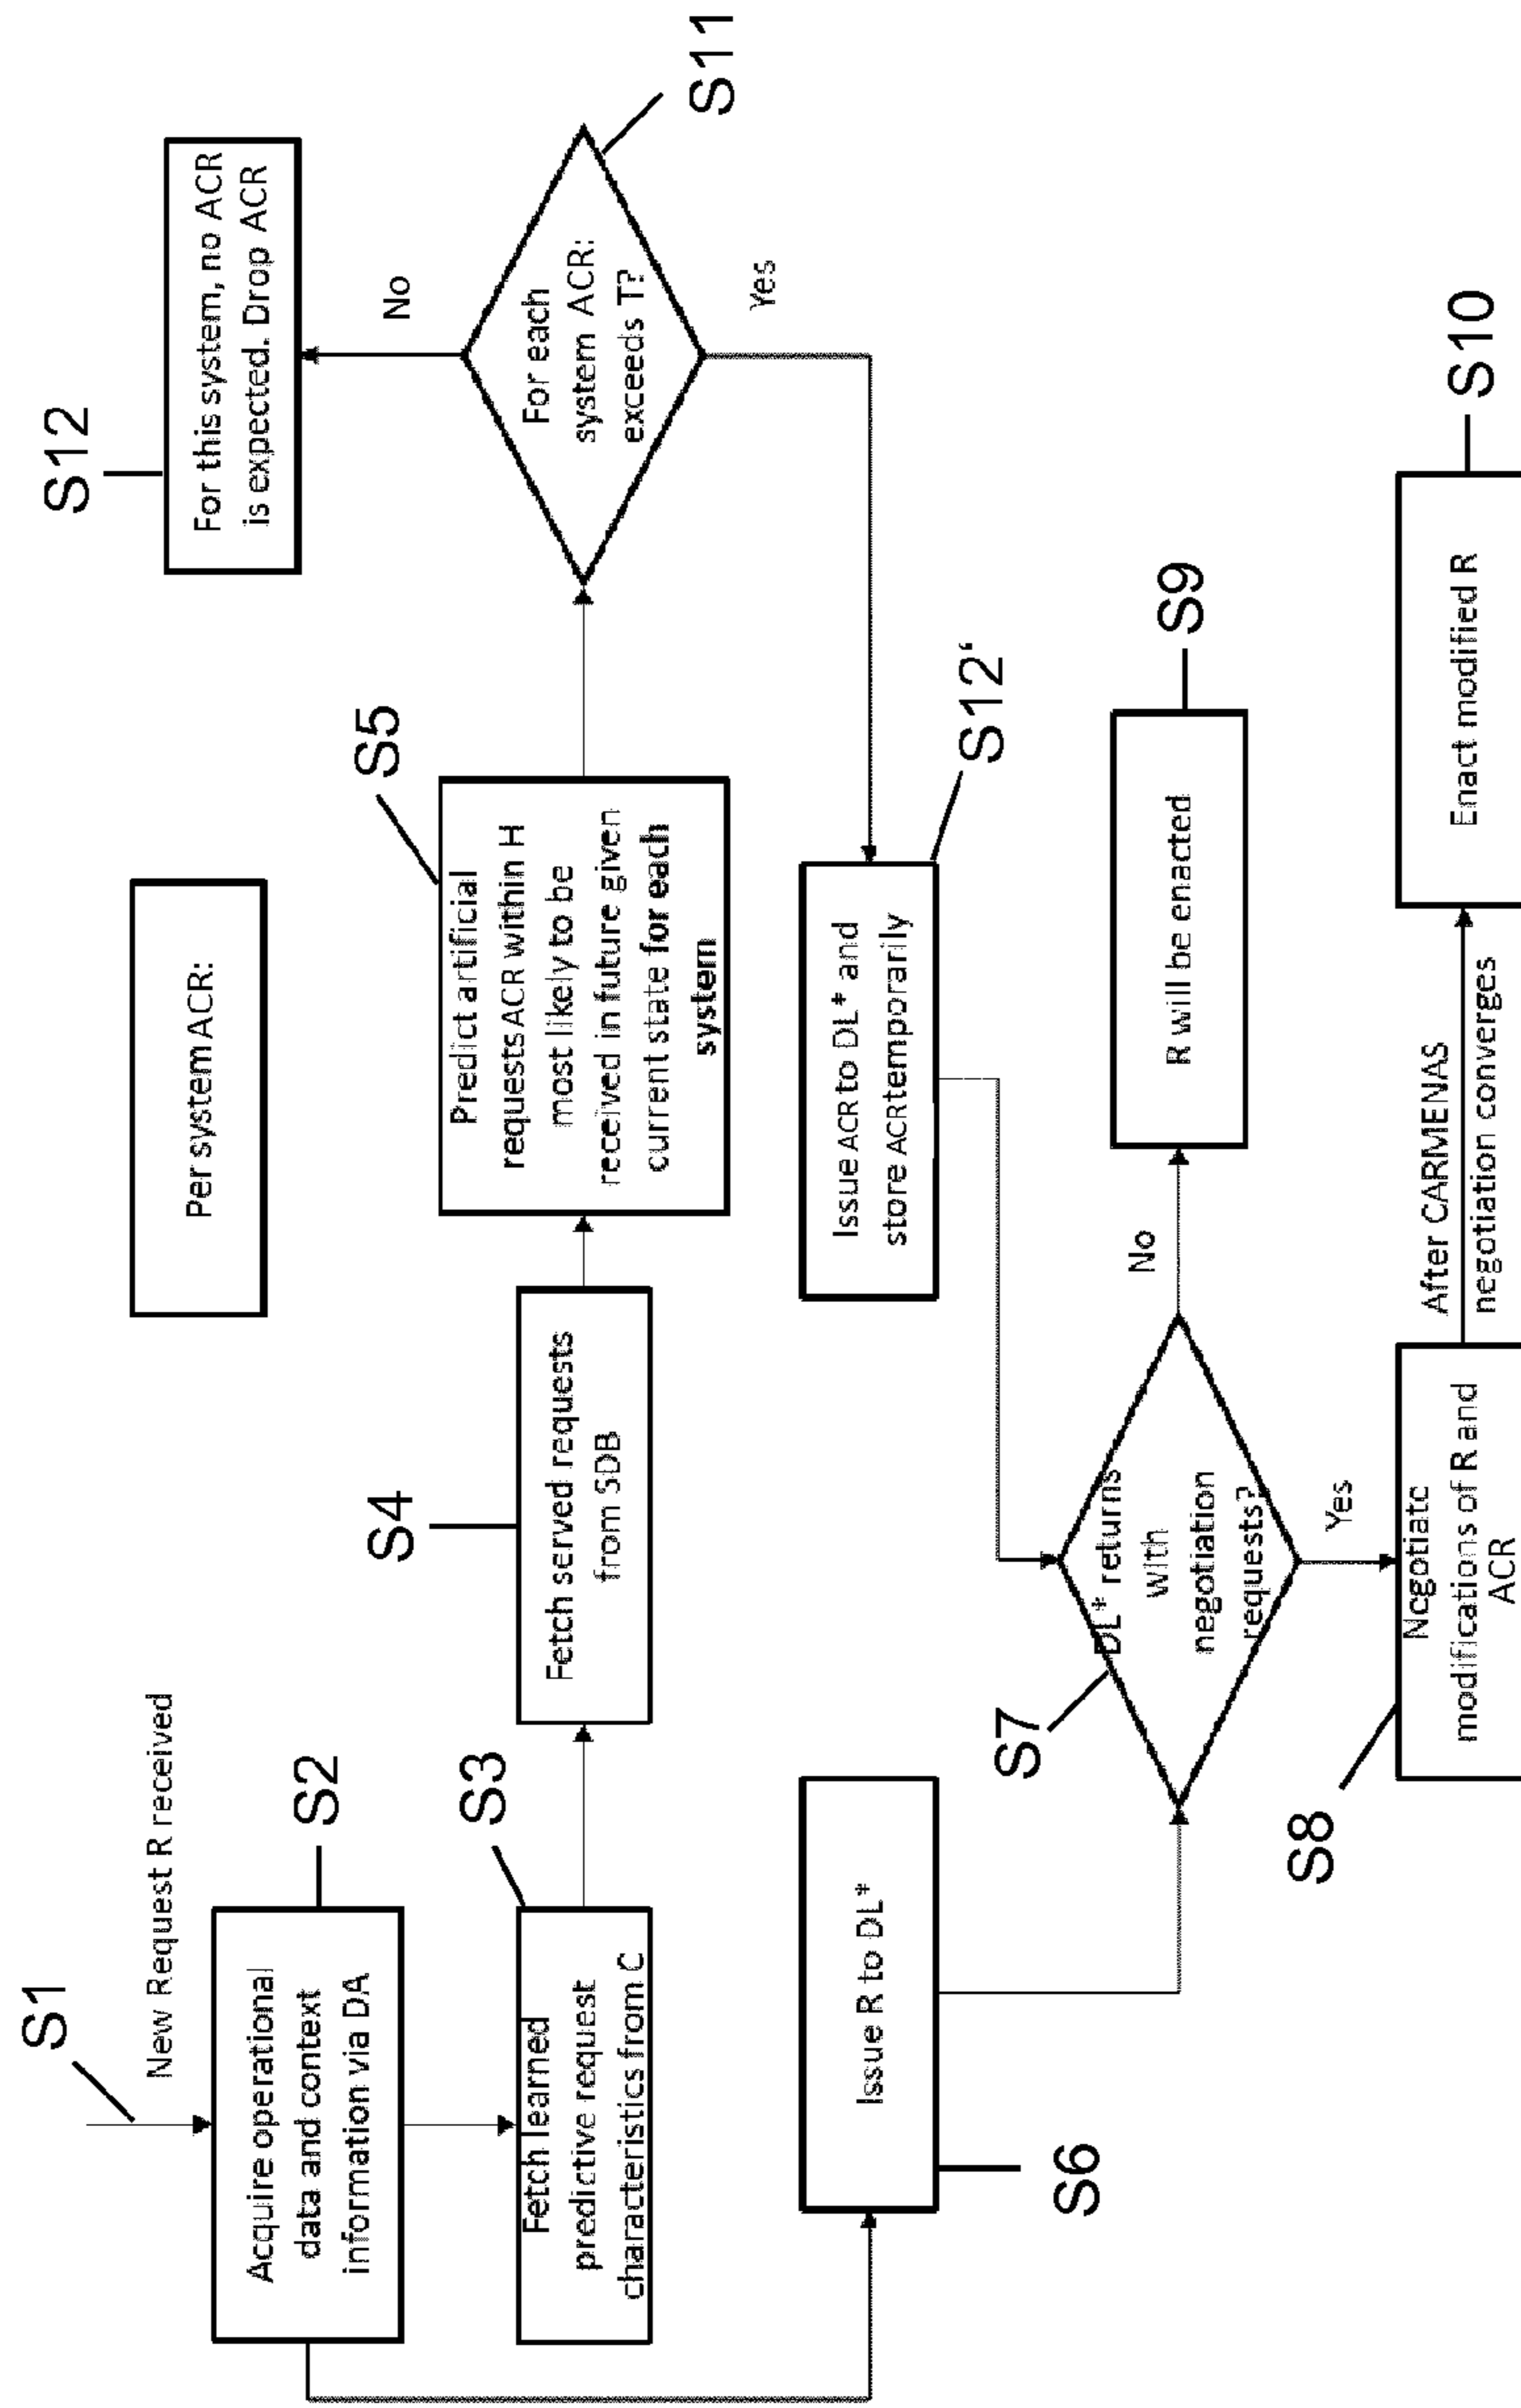 S1
New Request R received
Acquire operational
data and context
information via DA
S2
Fetch learned
predictive request
characteristics from C
S3
Fetch served requests
from SDB
S4
Per system ACR:
Predict artificial
requests ACR within H
most likely to be
received in future given
current state for each
system
S5
For each
system ACR:
exceeds T?
S11
No
For this system, no ACR
is expected. Drop ACR
S12
Yes
Issue ACR to DL* and
store ACR temporarily
S12‘
Issue R to DL*
S6
DL* returns
with
negotiation
requests?
S7
No
R will be enacted
S9
Yes
Negotiate
modifications of R and
ACR
S8
After CARMENAS
negotiation converges
Enact modified R
S10